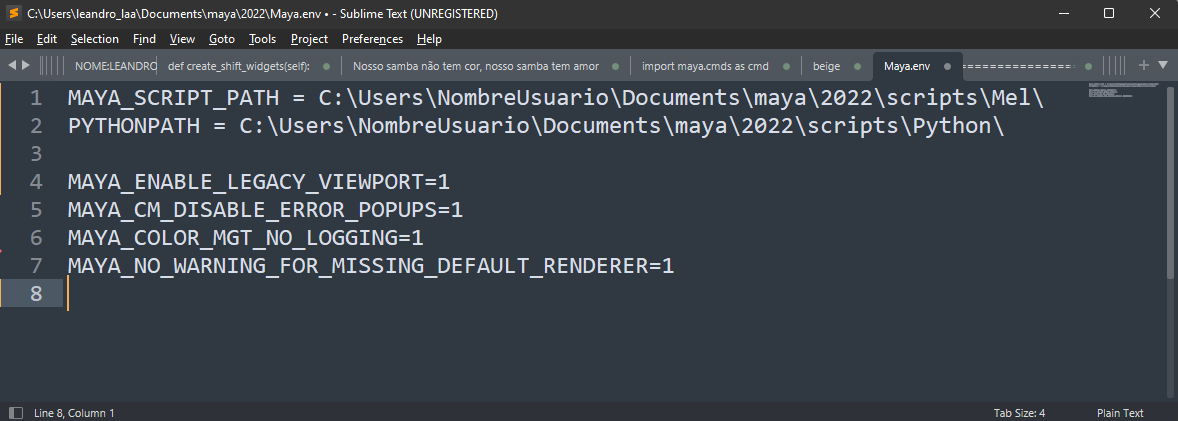 C:\Users\leandro_laa\Documents\maya\2022\Maya.env • - Sublime Text (UNREGISTERED)
File Edit Selection Find View Goto Tools Project Preferences Help
NOME:LEANDRO def create_shift_widgets(self): Nosso samba não tem cor, nosso samba tem amor import maya.cmds as cmd beige Maya.env ====================
1 MAYA_SCRIPT_PATH = C:\Users\NombreUsuario\Documents\maya\2022\scripts\Mel\
2 PYTHONPATH = C:\Users\NombreUsuario\Documents\maya\2022\scripts\Python\
3
4 MAYA_ENABLE_LEGACY_VIEWPORT=1
5 MAYA_CM_DISABLE_ERROR_POPUPS=1
6 MAYA_COLOR_MGT_NO_LOGGING=1
7 MAYA_NO_WARNING_FOR_MISSING_DEFAULT_RENDERER=1
8
Line 8, Column 1 Tab Size: 4 Plain Text